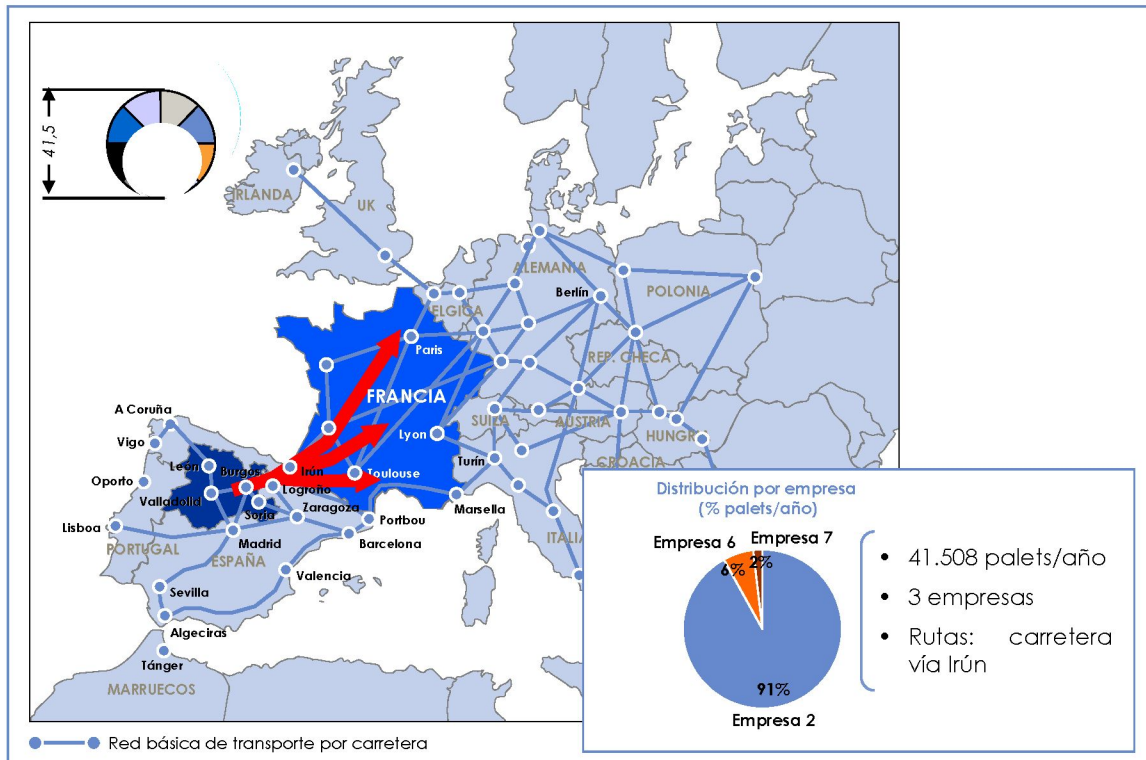 41,5
IRLANDA
UK
ALEMANIA
Berlín
POLONIA
ELGICA
Paris
REP. CHECA
FRANCIA
A Coruña
SUIZA
AUSTRIA
Vigo
Lyon
HUNGRI
León
Burgos
Irún
Turín
CROACIA
Oporto
Toulouse
Logroño
Valladolid
Soria
Zaragoza
Marsella
Lisboa
Portbou
PORTUGAL
Madrid
ESPAÑA
Barcelona
ITALIA
Valencia
Sevilla
Algeciras
Tánger
MARRUECOS
Red básica de transporte por carretera
Distribución por empresa
(% palets/año)
Empresa 6
Empresa 7
6%
2%
91%
Empresa 2
• 41.508 palets/año
• 3 empresas
• Rutas: carretera
vía Irún